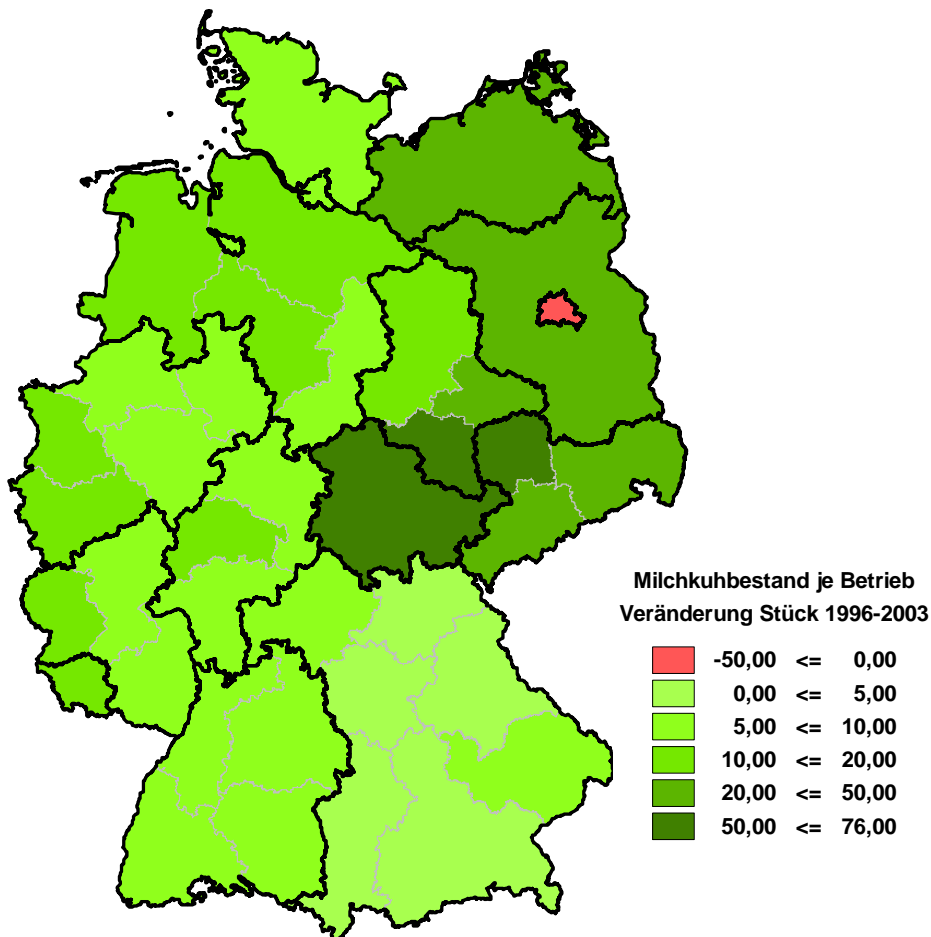 Milchkuhbestand je Betrieb
Veränderung Stück 1996-2003
-50,00 <= 0,00
0,00 <= 5,00
5,00 <= 10,00
10,00 <= 20,00
20,00 <= 50,00
50,00 <= 76,00